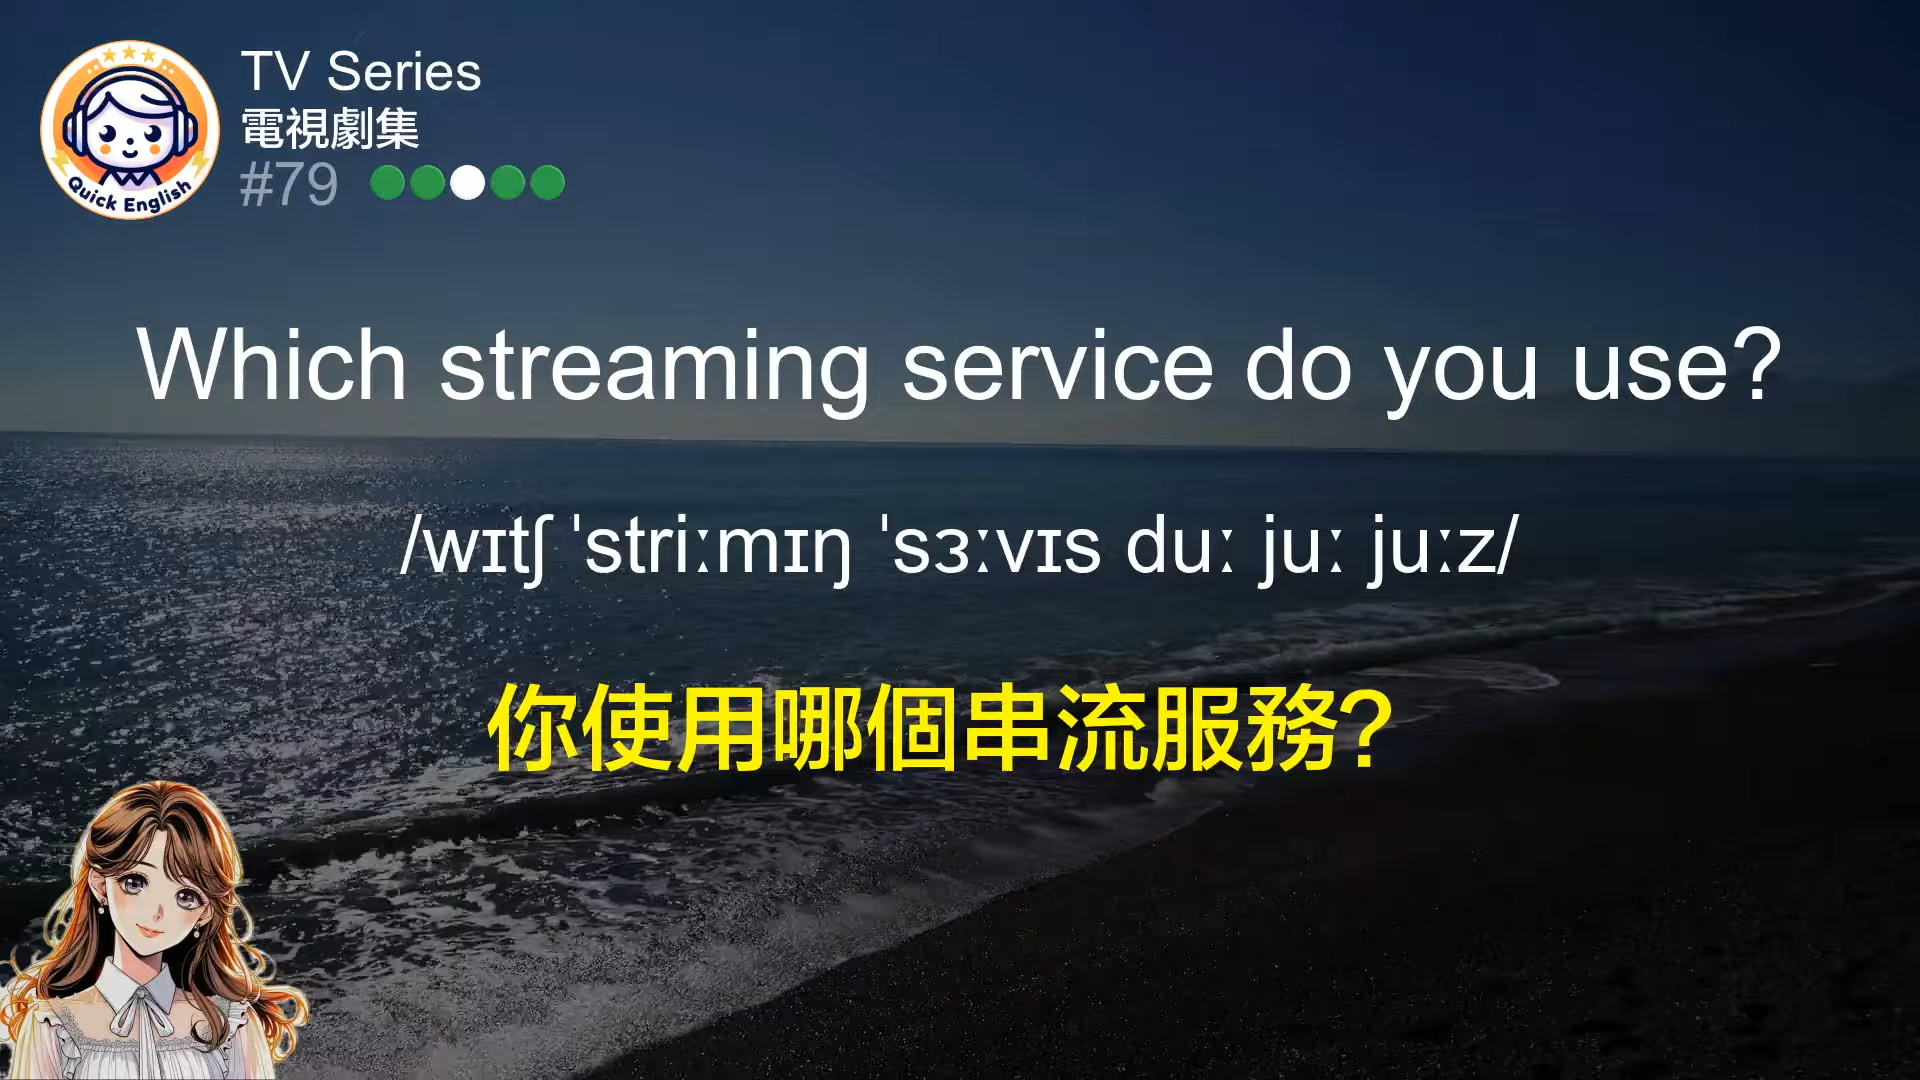 TV Series
電視劇集
#79
Quick English
Which streaming service do you use?
/wɪtʃ ˈstriːmɪŋ ˈsɜːvɪs duː juː juːz/
你使用哪個串流服務?